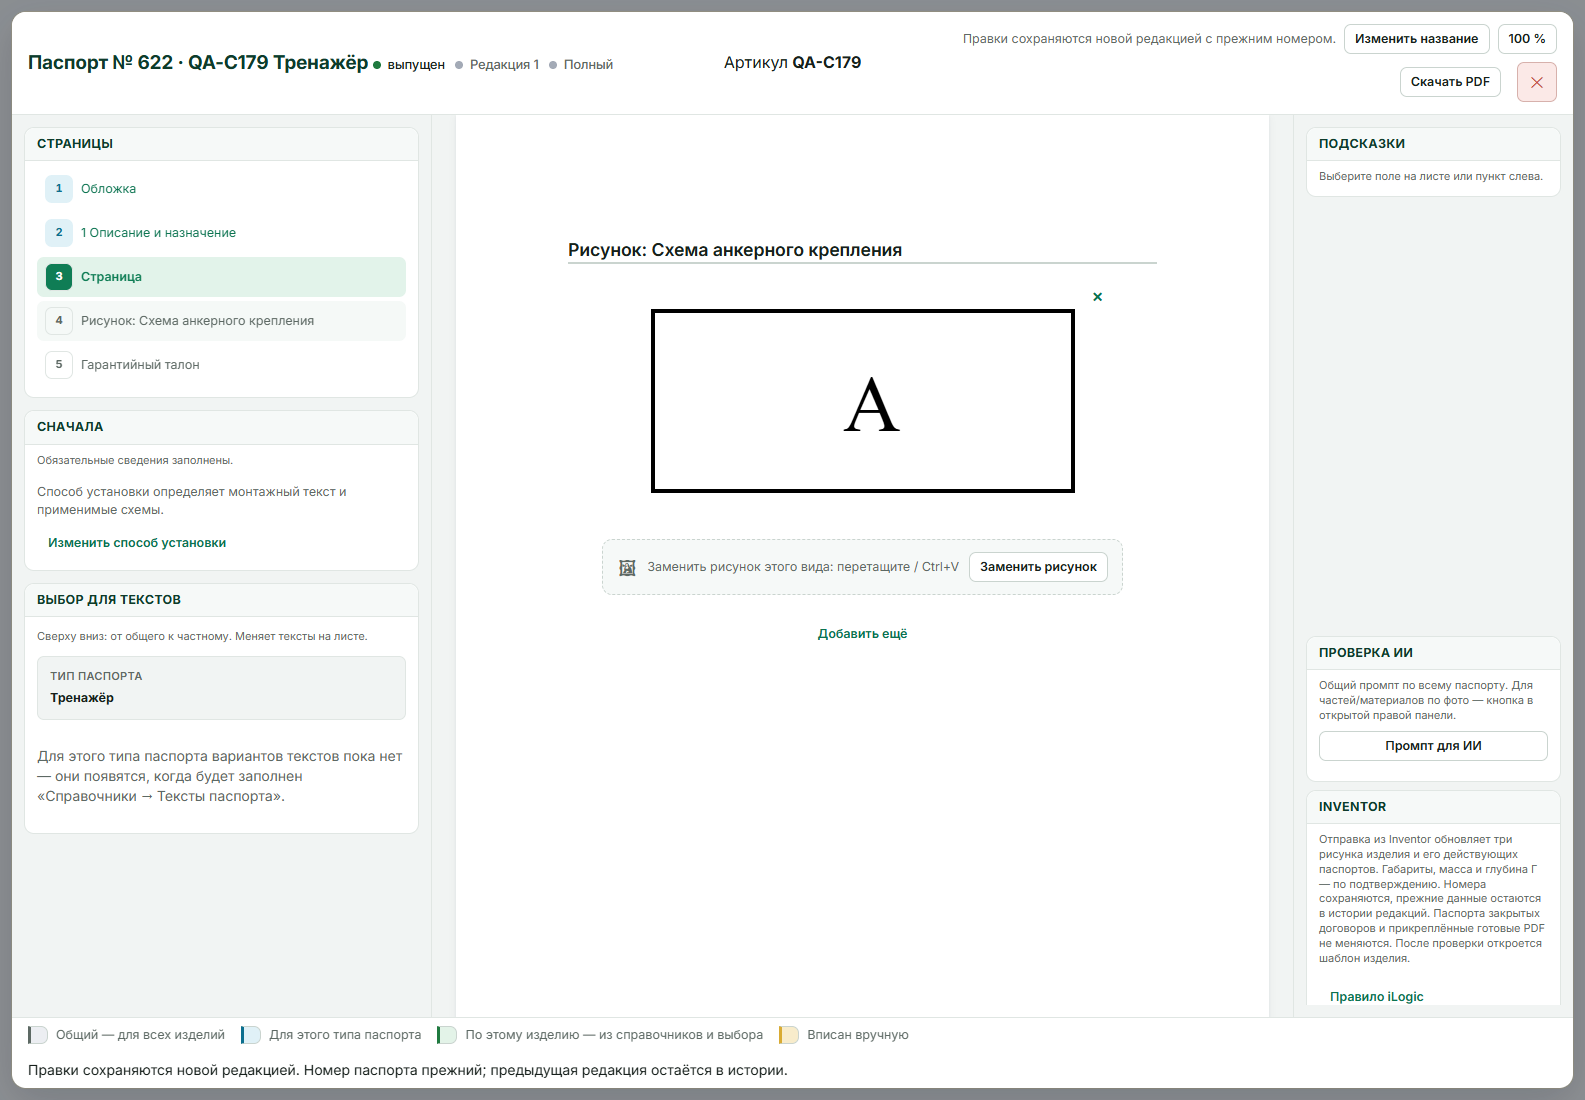 Паспорт № 622 · QA-C179 Тренажёр
выпущен
Редакция 1
Полный
Артикул QA-C179
Правки сохраняются новой редакцией с прежним номером.
Изменить название
100 %
Скачать PDF
СТРАНИЦЫ
1 Обложка
2 1 Описание и назначение
3 Страница
4 Рисунок: Схема анкерного крепления
5 Гарантийный талон
СНАЧАЛА
Обязательные сведения заполнены.
Способ установки определяет монтажный текст и
применимые схемы.
Изменить способ установки
ВЫБОР ДЛЯ ТЕКСТОВ
Сверху вниз: от общего к частному. Меняет тексты на листе.
ТИП ПАСПОРТА
Тренажёр
Для этого типа паспорта вариантов текстов пока нет
— они появятся, когда будет заполнен
«Справочники → Тексты паспорта».
Рисунок: Схема анкерного крепления
A
Заменить рисунок этого вида: перетащите / Ctrl+V
Заменить рисунок
Добавить ещё
ПОДСКАЗКИ
Выберите поле на листе или пункт слева.
ПРОВЕРКА ИИ
Общий промпт по всему паспорту. Для
частей/материалов по фото — кнопка в
открытой правой панели.
Промпт для ИИ
INVENTOR
Отправка из Inventor обновляет три
рисунка изделия и его действующих
паспортов. Габариты, масса и глубина Г
— по подтверждению. Номера
сохраняются, прежние данные остаются
в истории редакций. Паспорта закрытых
договоров и прикреплённые готовые PDF
не меняются. После проверки откроется
шаблон изделия.
Правило iLogic
Общий — для всех изделий
Для этого типа паспорта
По этому изделию — из справочников и выбора
Вписан вручную
Правки сохраняются новой редакцией. Номер паспорта прежний; предыдущая редакция остаётся в истории.